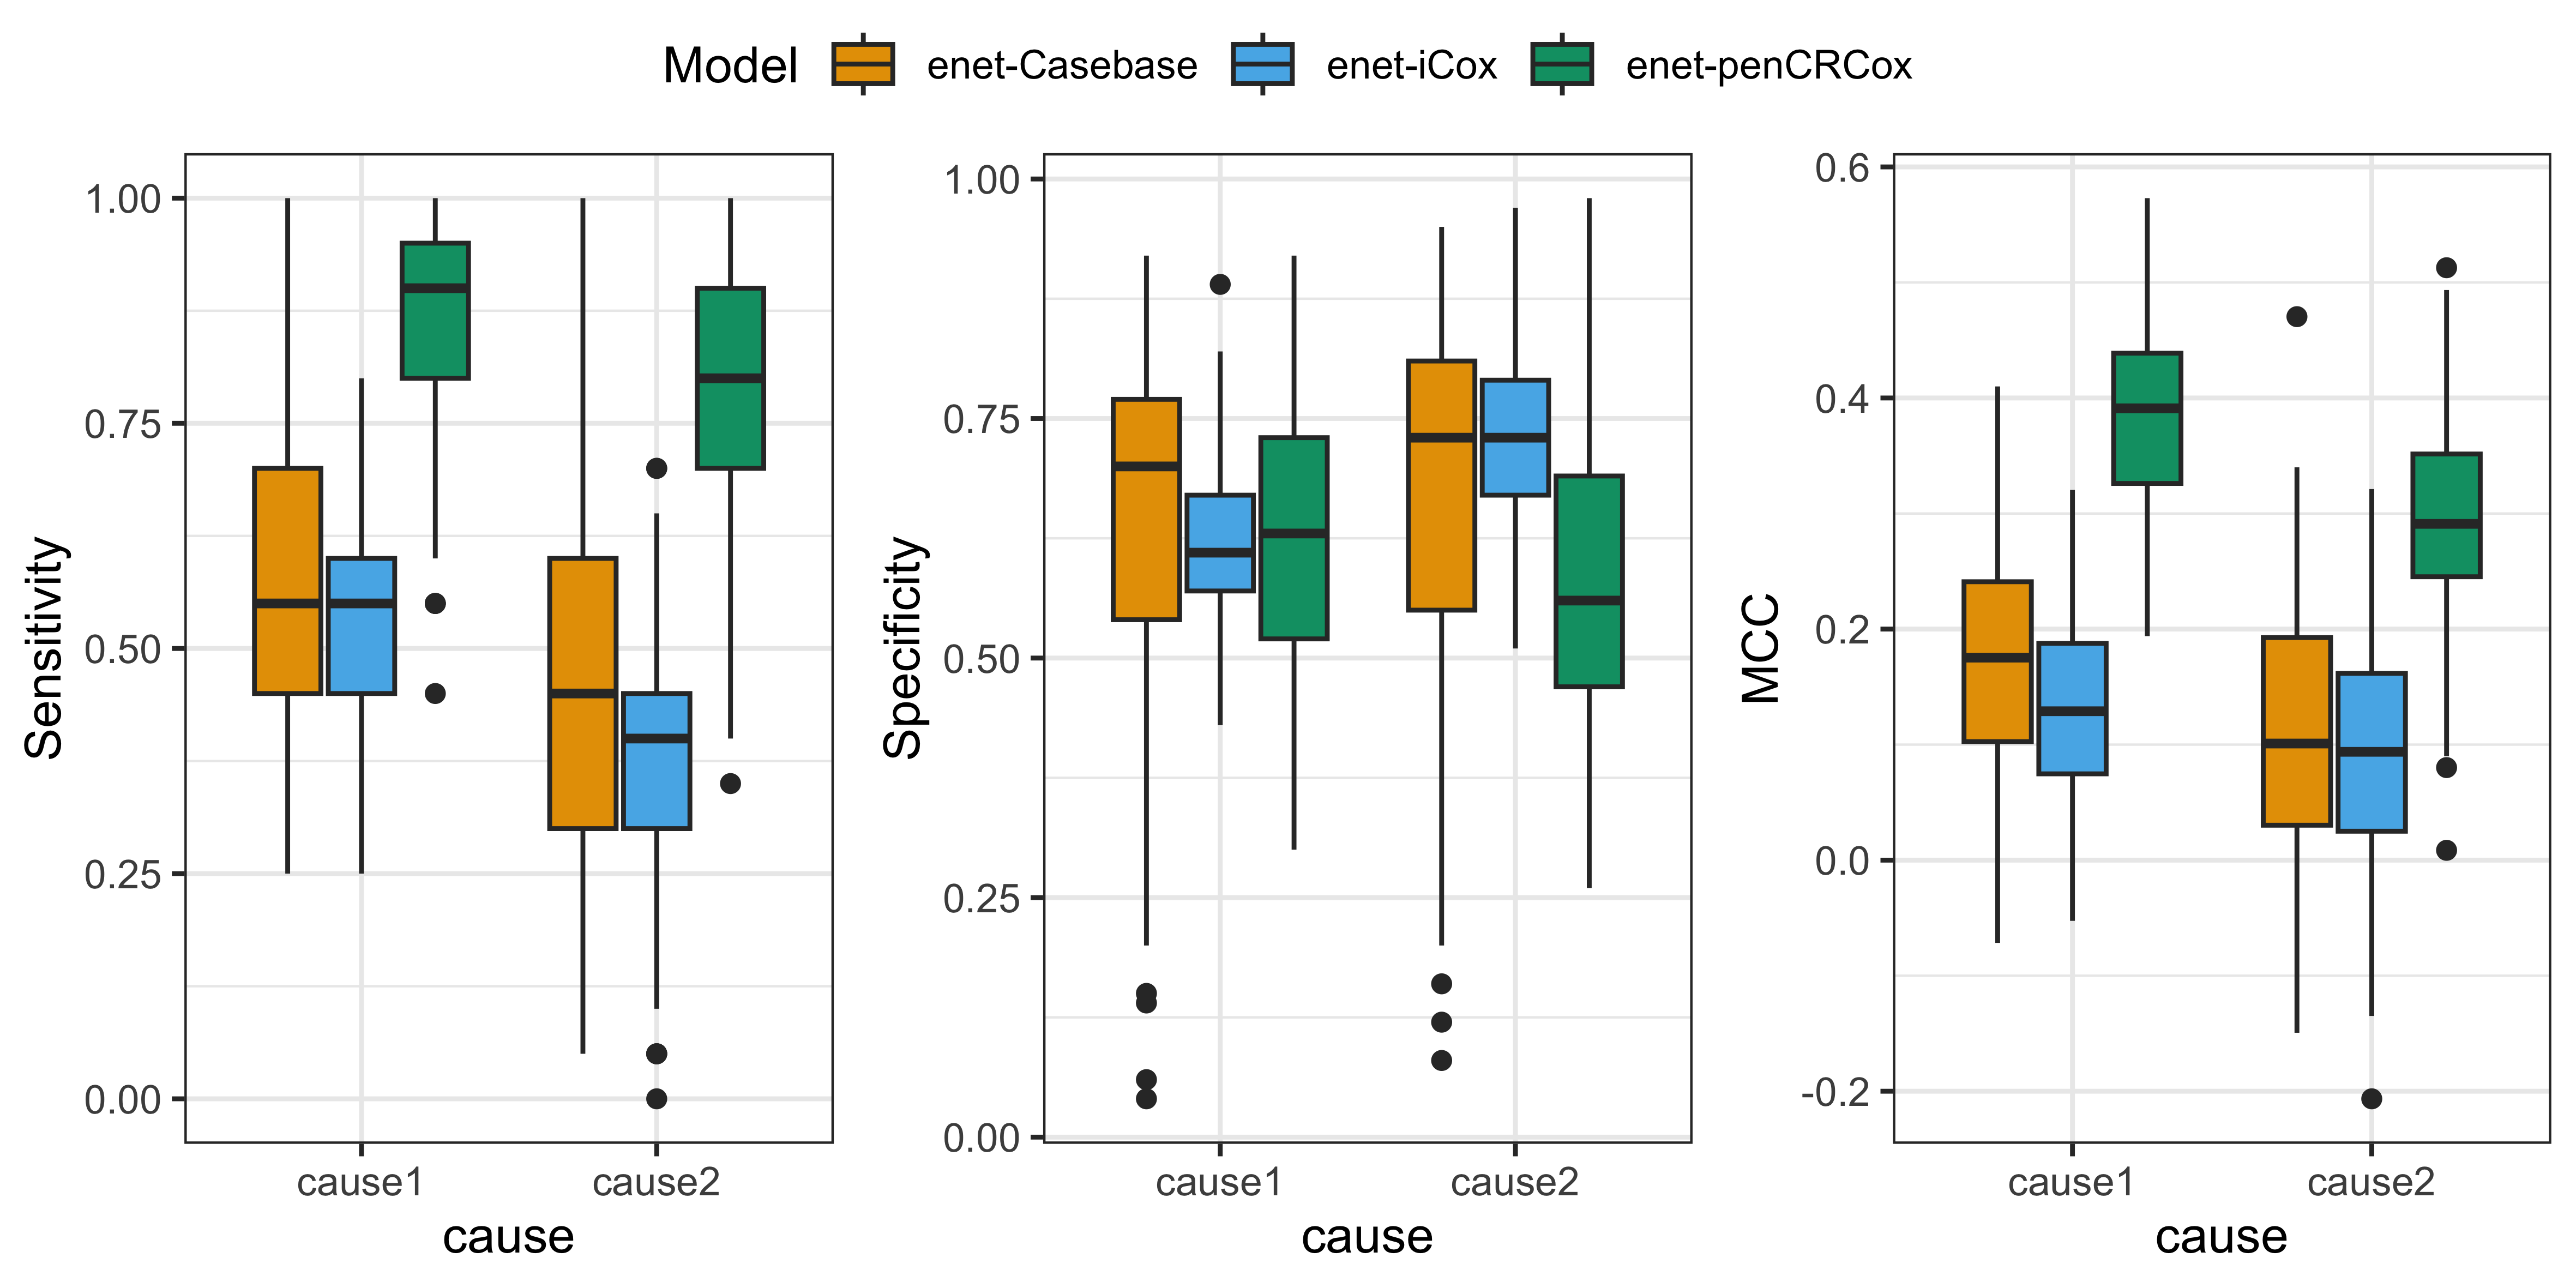 Model enet-Casebase enet-iCox enet-penCRCox
Sensitivity
1.00
0.75
0.50
0.25
0.00
cause1 cause2
cause
Specificity
1.00
0.75
0.50
0.25
0.00
cause1 cause2
cause
MCC
0.6
0.4
0.2
0.0
-0.2
cause1 cause2
cause